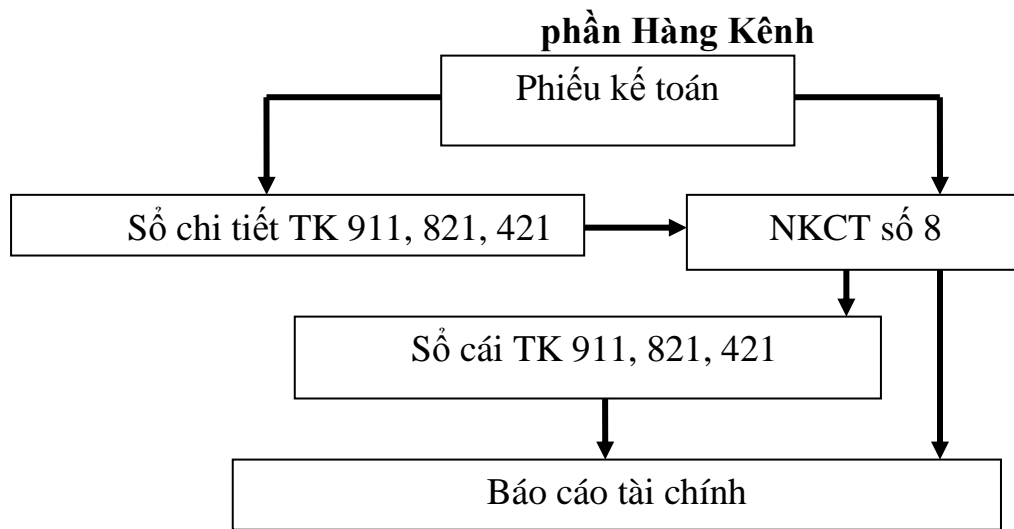 phần Hàng Kênh
Phiếu kế toán
Sổ chi tiết TK 911, 821, 421
NKCT số 8
Sổ cái TK 911, 821, 421
Báo cáo tài chính